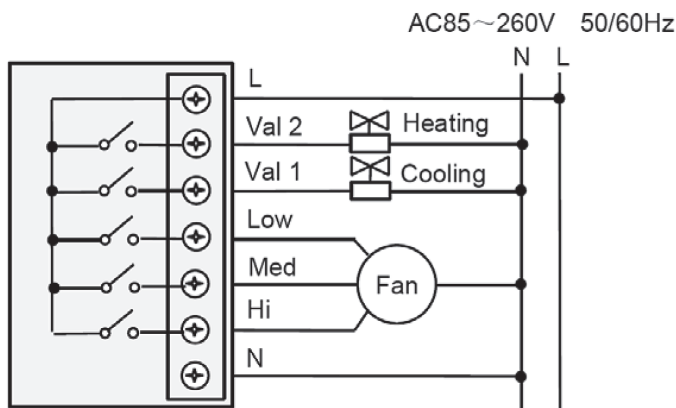 AC85～260V 50/60Hz
N L
L
Val 2 Heating
Val 1 Cooling
Low
Med
Fan
Hi
N